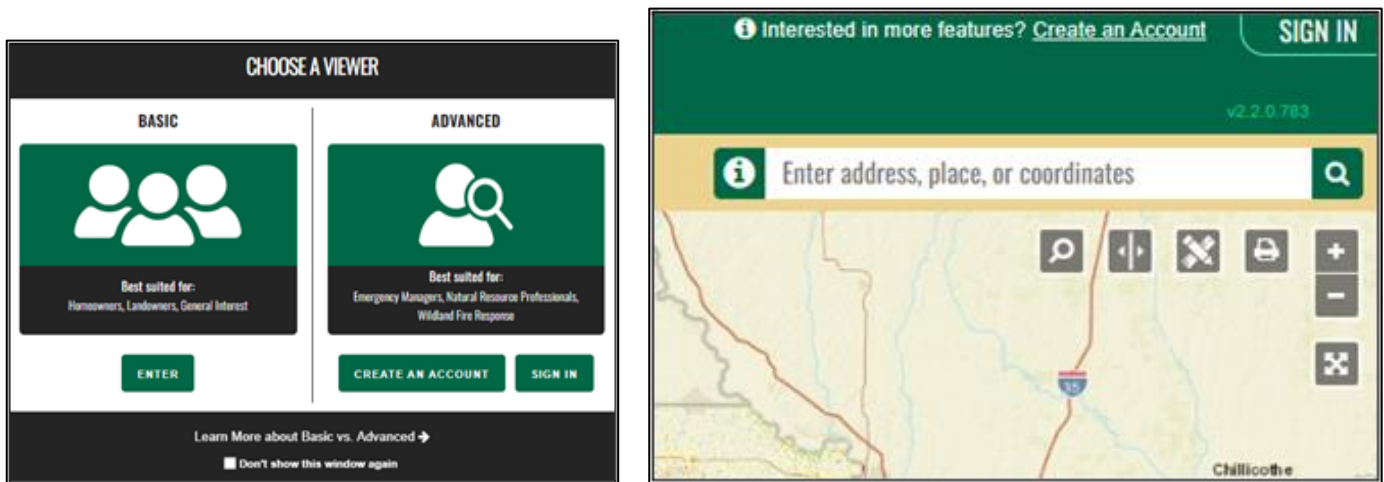 CHOOSE A VIEWER
BASIC
Best suited for:
Homeowners, Landowners, General Interest
ENTER
ADVANCED
Best suited for:
Emergency Managers, Natural Resource Professionals,
Wildland Fire Response
CREATE AN ACCOUNT
SIGN IN
Learn More about Basic vs. Advanced →
Don't show this window again
i Interested in more features? Create an Account
SIGN IN
v2.2.0.783
i Enter address, place, or coordinates
+
-
35
Chillicothe